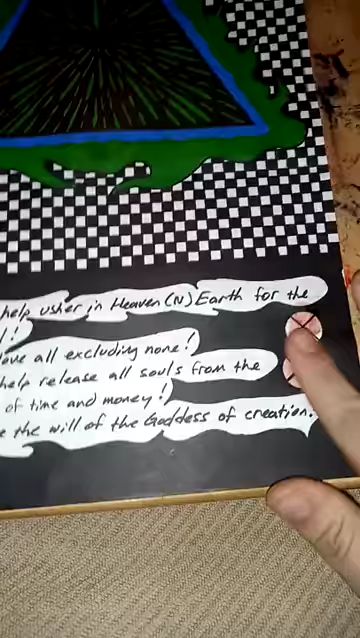 help usher in Heaven (N) Earth for the
!
all excluding none!
help release all souls from the
of time and money!
the will of the Goddess of creation.